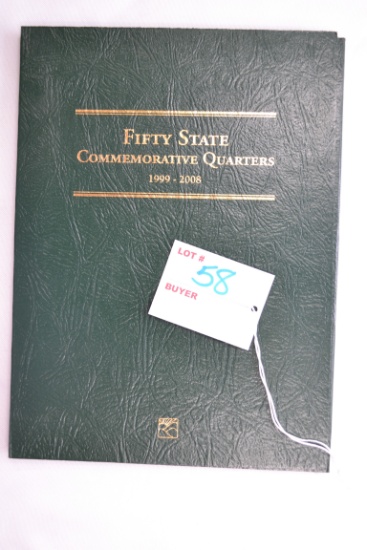 FIFTY STATE
COMMEMORATIVE QUARTERS
1999 - 2008
LOT #
58
BUYER